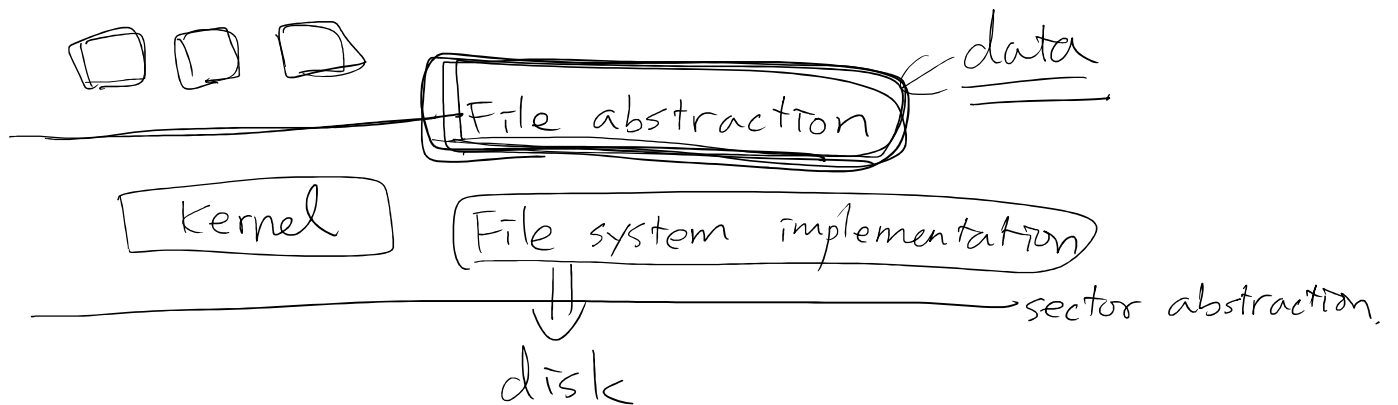 data
File abstraction
Kernel
File system implementation
sector abstraction.
disk